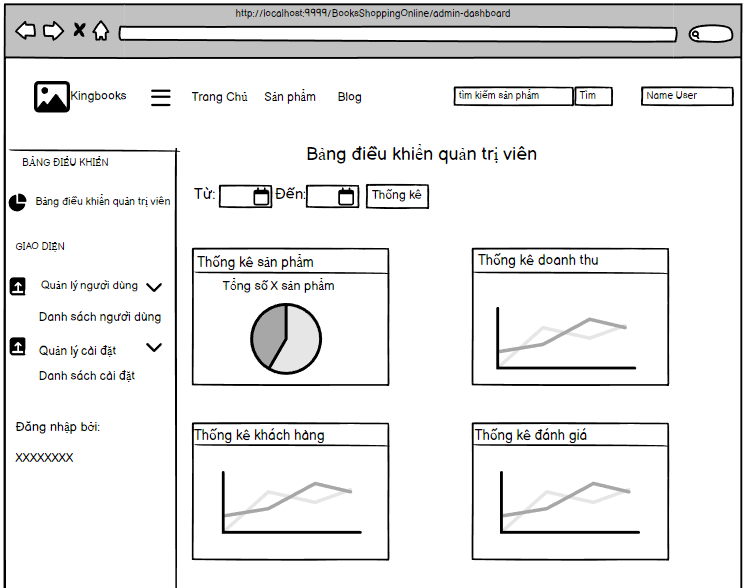 http://localhost:9999/BooksShoppingOnline/admin-dashboard
Kingbooks
Trang Chủ
Sản phẩm
Blog
tìm kiếm sản phẩm
Tìm
Name User
BẢNG ĐIỀU KHIỂN
Bảng điều khiển quản trị viên
GIAO DIỆN
Quản lý người dùng
Danh sách người dùng
Quản lý cài đặt
Danh sách cài đặt
Đăng nhập bởi:
XXXXXXXX
Bảng điều khiển quản trị viên
Từ:
Đến:
Thống kê
Thống kê sản phẩm
Tổng số X sản phẩm
Thống kê doanh thu
Thống kê khách hàng
Thống kê đánh giá